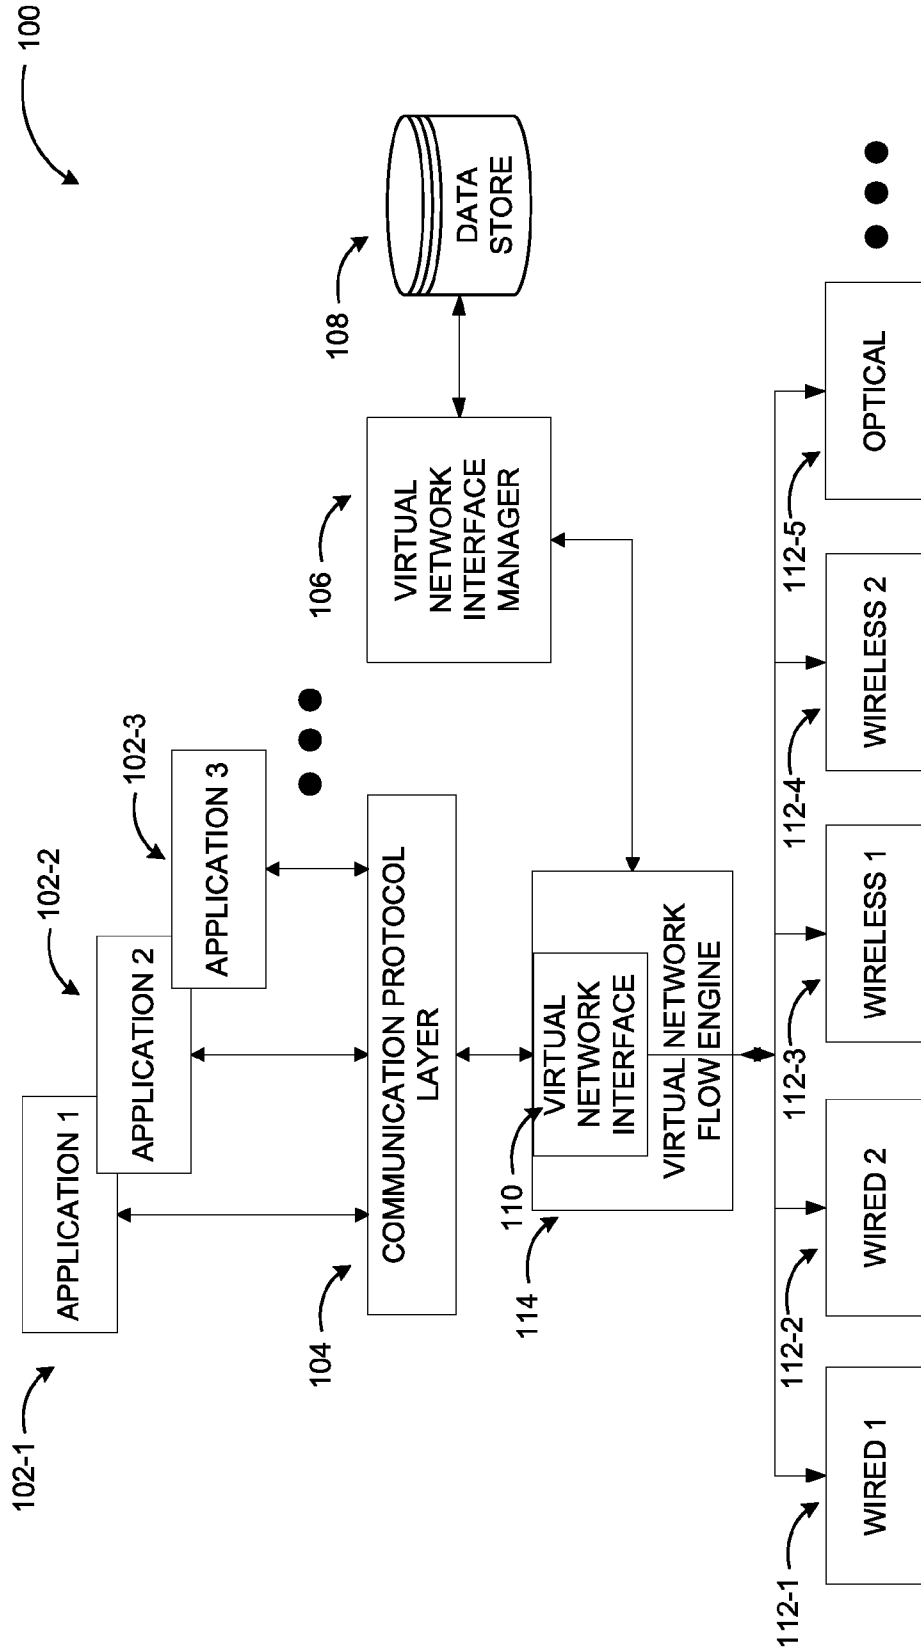 100
102-1
APPLICATION 1
102-2
APPLICATION 2
102-3
APPLICATION 3
104
COMMUNICATION PROTOCOL
LAYER
106
VIRTUAL
NETWORK
INTERFACE
MANAGER
108
DATA
STORE
110
VIRTUAL
NETWORK
INTERFACE
114
VIRTUAL NETWORK
FLOW ENGINE
112-1
WIRED 1
112-2
WIRED 2
112-3
WIRELESS 1
112-4
WIRELESS 2
112-5
OPTICAL